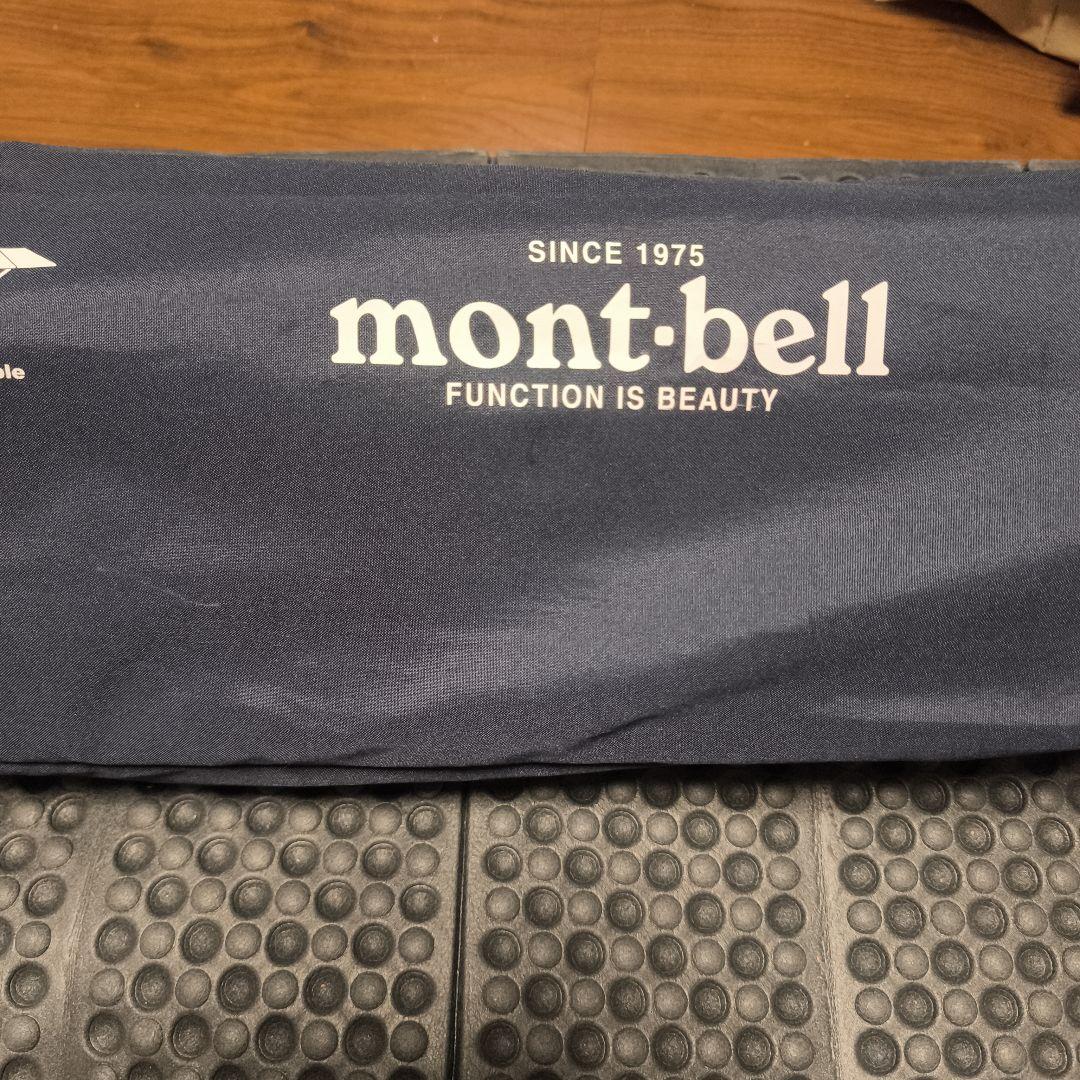 SINCE 1975
mont·bell
FUNCTION IS BEAUTY